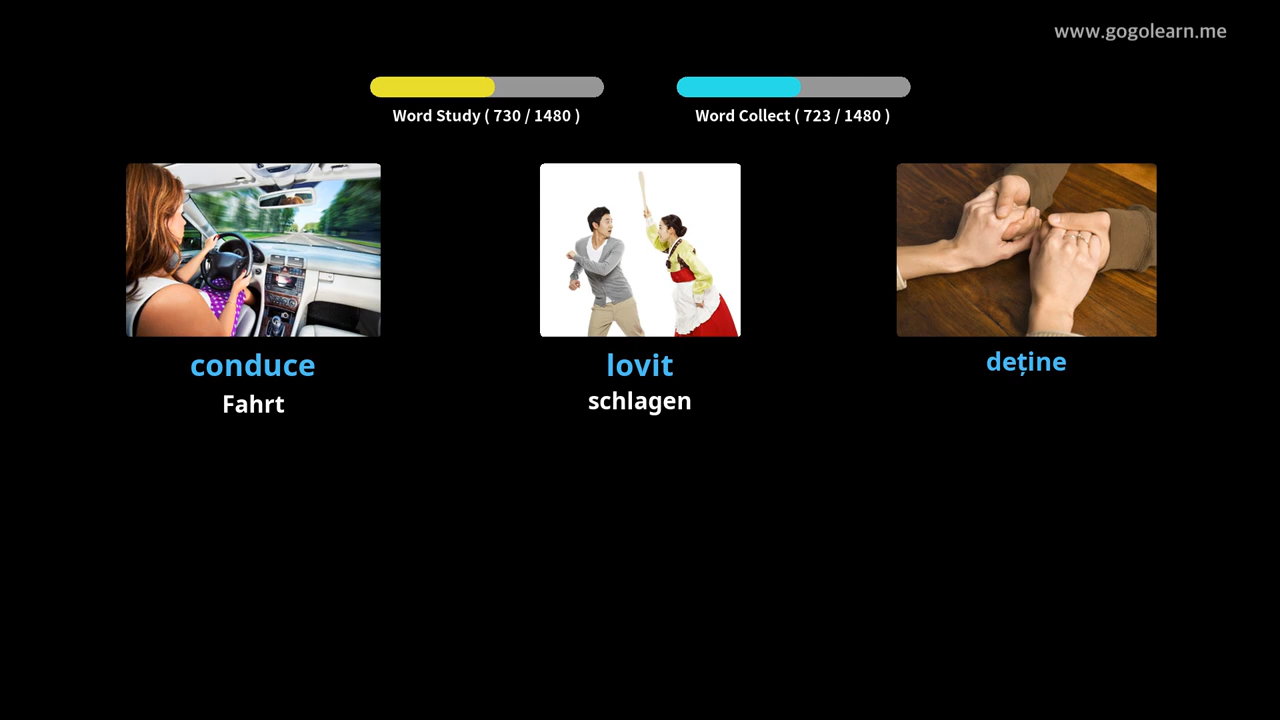 www.gogolearn.me
Word Study ( 730 / 1480 )
Word Collect ( 723 / 1480 )
conduce
Fahrt
lovit
schlagen
deține